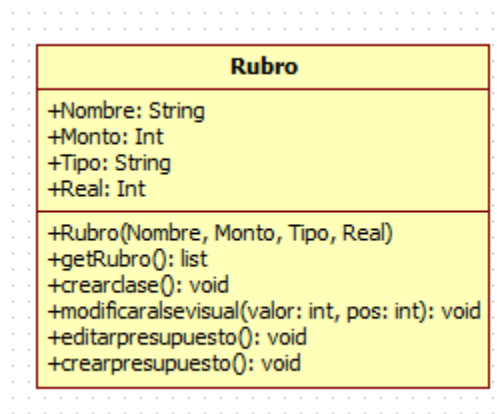 Rubro
+Nombre: String
+Monto: Int
+Tipo: String
+Real: Int
+Rubro(Nombre, Monto, Tipo, Real)
+getRubro(): list
+crearclase(): void
+modificaralsevisual(valor: int, pos: int): void
+editarpresupuesto(): void
+crearpresupuesto(): void